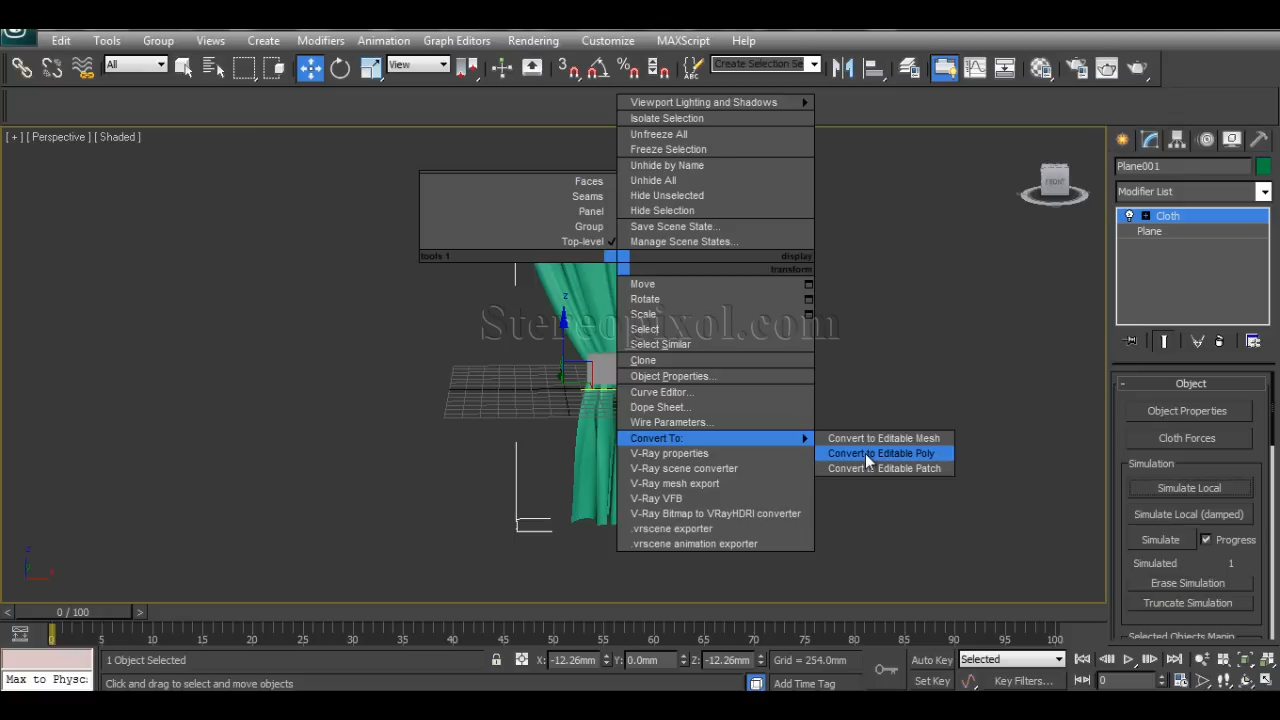 Edit Tools Group Views Create Modifiers Animation Graph Editors Rendering Customize MAXScript Help
All View Create Selection Se
[ + ] [ Perspective ] [ Shaded ]
FRONT
Faces
Seams
Panel
Group
Top-level
tools 1
Viewport Lighting and Shadows
Isolate Selection
Unfreeze All
Freeze Selection
Unhide by Name
Unhide All
Hide Unselected
Hide Selection
Save Scene State...
Manage Scene States...
display
transform
Move
Rotate
Scale
Select
Select Similar
Clone
Object Properties...
Curve Editor...
Dope Sheet...
Wire Parameters...
Convert To:
V-Ray properties
V-Ray scene converter
V-Ray mesh export
V-Ray VFB
V-Ray Bitmap to VRayHDRI converter
.vrscene exporter
.vrscene animation exporter
Convert to Editable Mesh
Convert to Editable Poly
Convert to Editable Patch
Stereopixol.com
z
z
x
Plane001
Modifier List
Cloth
Plane
Object
Object Properties
Cloth Forces
Simulation
Simulate Local
Simulate Local (damped)
Simulate Progress
Simulated 1
Erase Simulation
Truncate Simulation
Selected Objects Manip
0 / 100
0 5 10 15 20 25 30 35 40 45 50 55 60 65 70 75 80 85 90 95 100
1 Object Selected X: -12.26mm Y: 0.0mm Z: -12.26mm Grid = 254.0mm Auto Key Selected
Max to Physc: Click and drag to select and move objects Add Time Tag Set Key Key Filters... 0